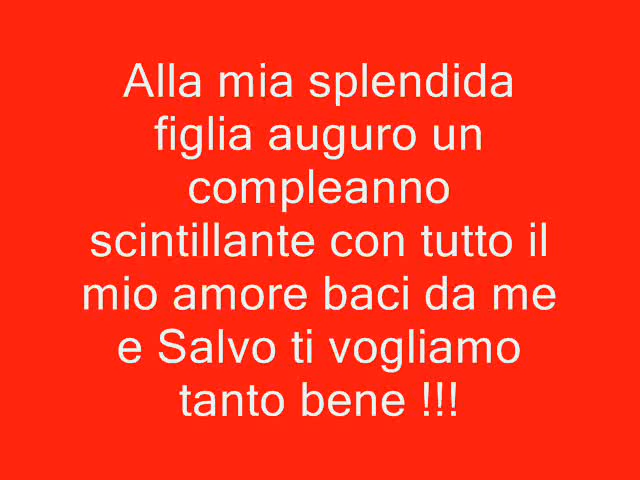 Alla mia splendida
figlia auguro un
compleanno
scintillante con tutto il
mio amore baci da me
e Salvo ti vogliamo
tanto bene !!!